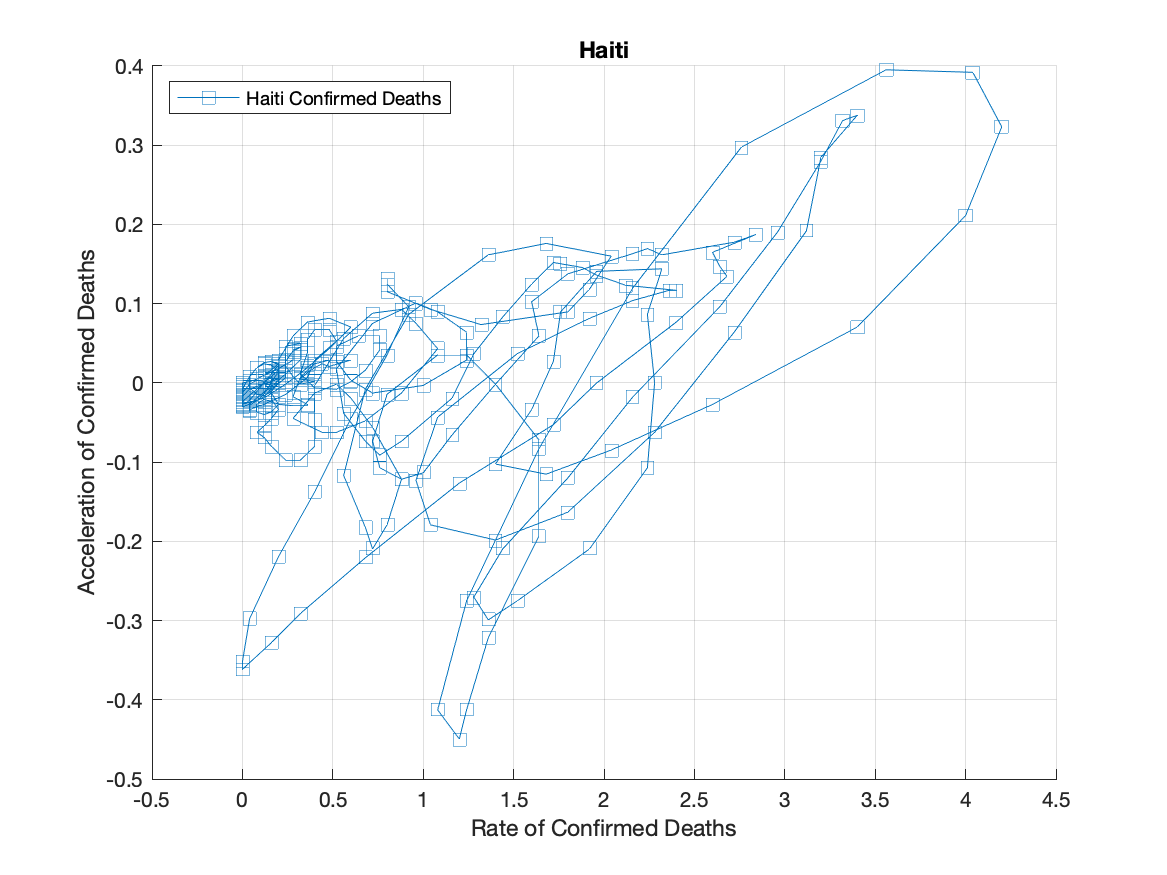 Haiti
Haiti Confirmed Deaths
0.4
0.3
0.2
0.1
0
-0.1
-0.2
-0.3
-0.4
-0.5
Acceleration of Confirmed Deaths
-0.5 0 0.5 1 1.5 2 2.5 3 3.5 4 4.5
Rate of Confirmed Deaths